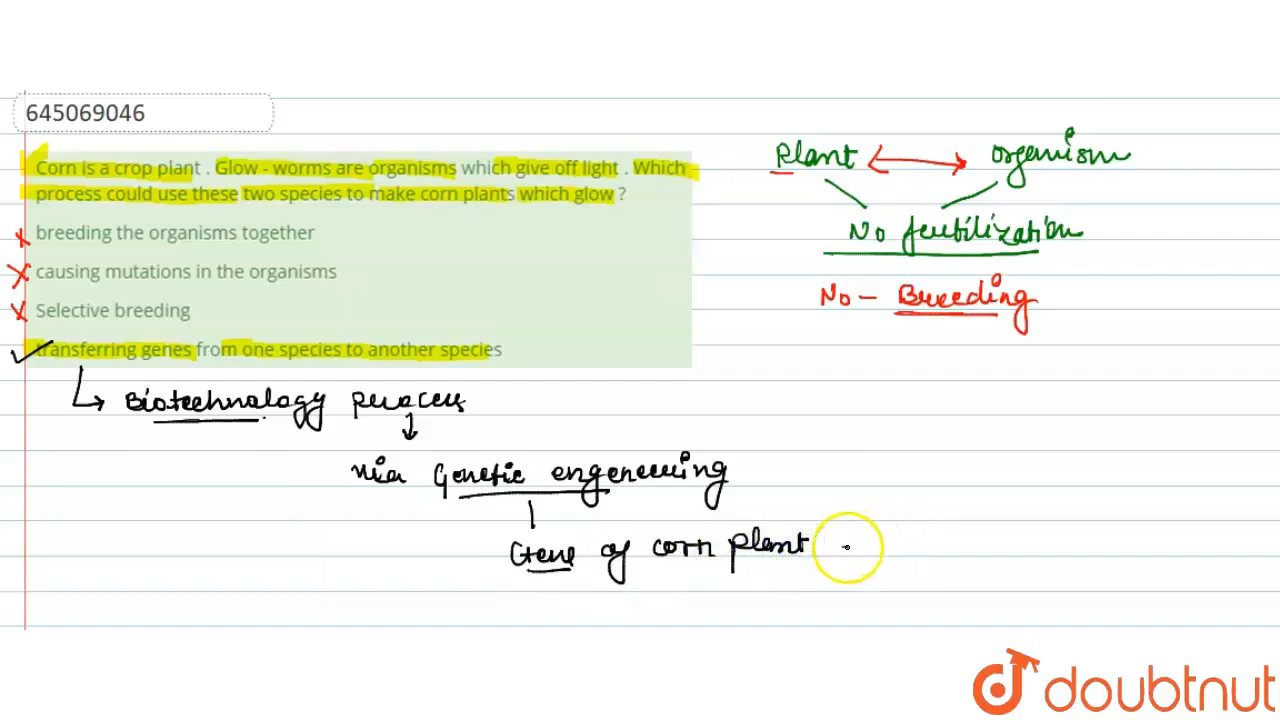 645069046
Corn is a crop plant . Glow - worms are organisms which give off light . Which
process could use these two species to make corn plants which glow ?
breeding the organisms together
causing mutations in the organisms
Selective breeding
transferring genes from one species to another species
Plant organism
No fertilization
No - Breeding
Biotechnology process
via Genetic engeneering
Gene of corn plant
doubtnut